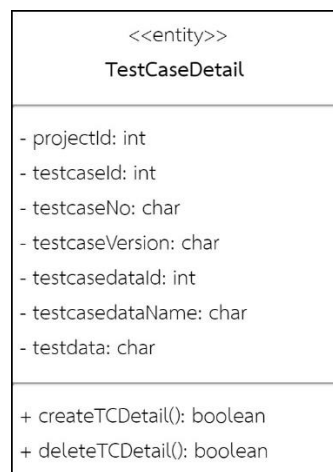 <<entity>>
TestCaseDetail
- projectId: int
- testcaseId: int
- testcaseNo: char
- testcaseVersion: char
- testcasedataId: int
- testcasedataName: char
- testdata: char
+ createTCDetail(): boolean
+ deleteTCDetail(): boolean